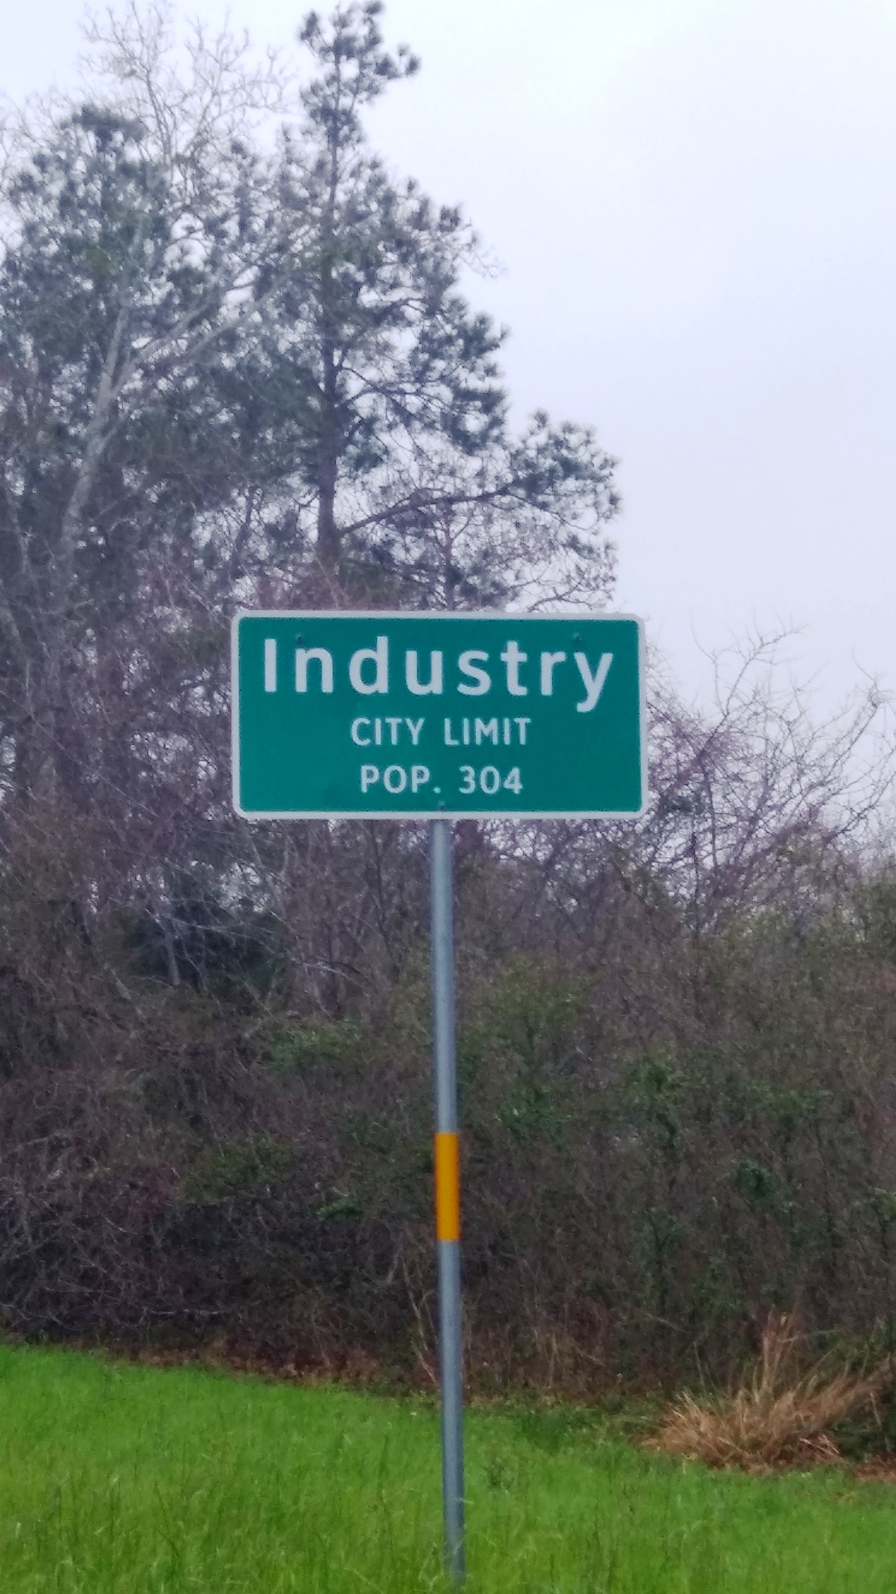 Industry
CITY LIMIT
POP. 304